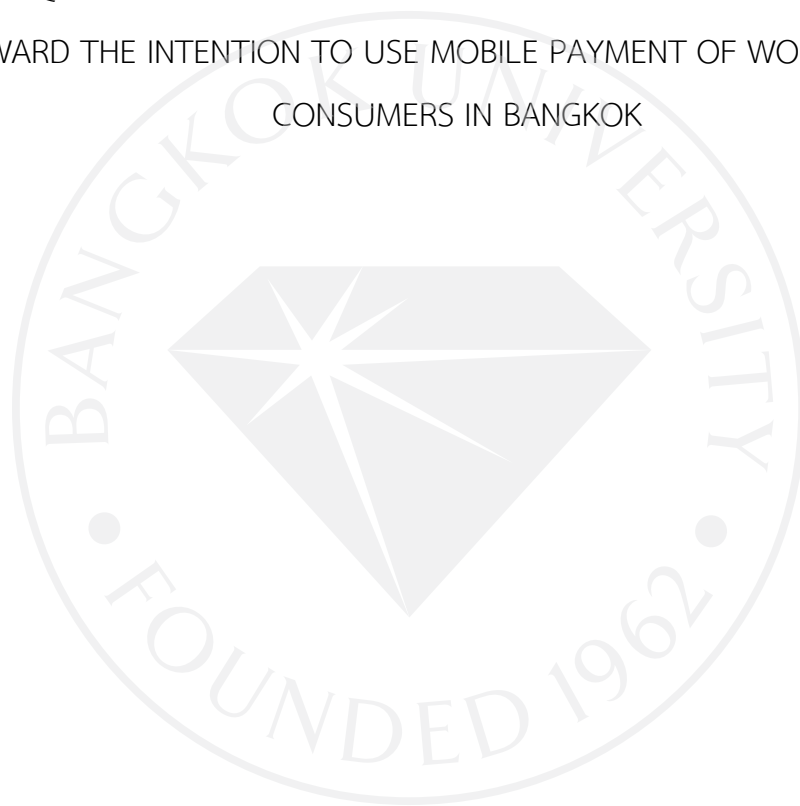 THE INTENTION TO USE MOBILE PAYMENT OF
CONSUMERS IN BANGKOK
BANGKOK UNIVERSITY
• FOUNDED 1962 •